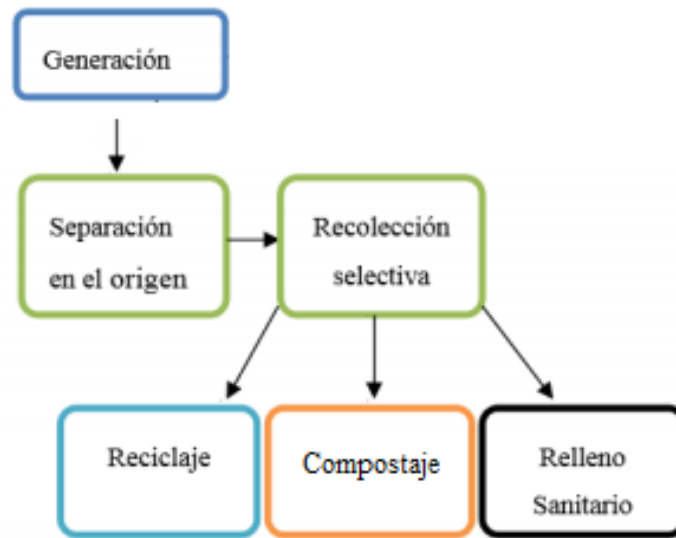 Generación
Separación
en el origen
Recolección
selectiva
Reciclaje
Compostaje
Relleno
Sanitario